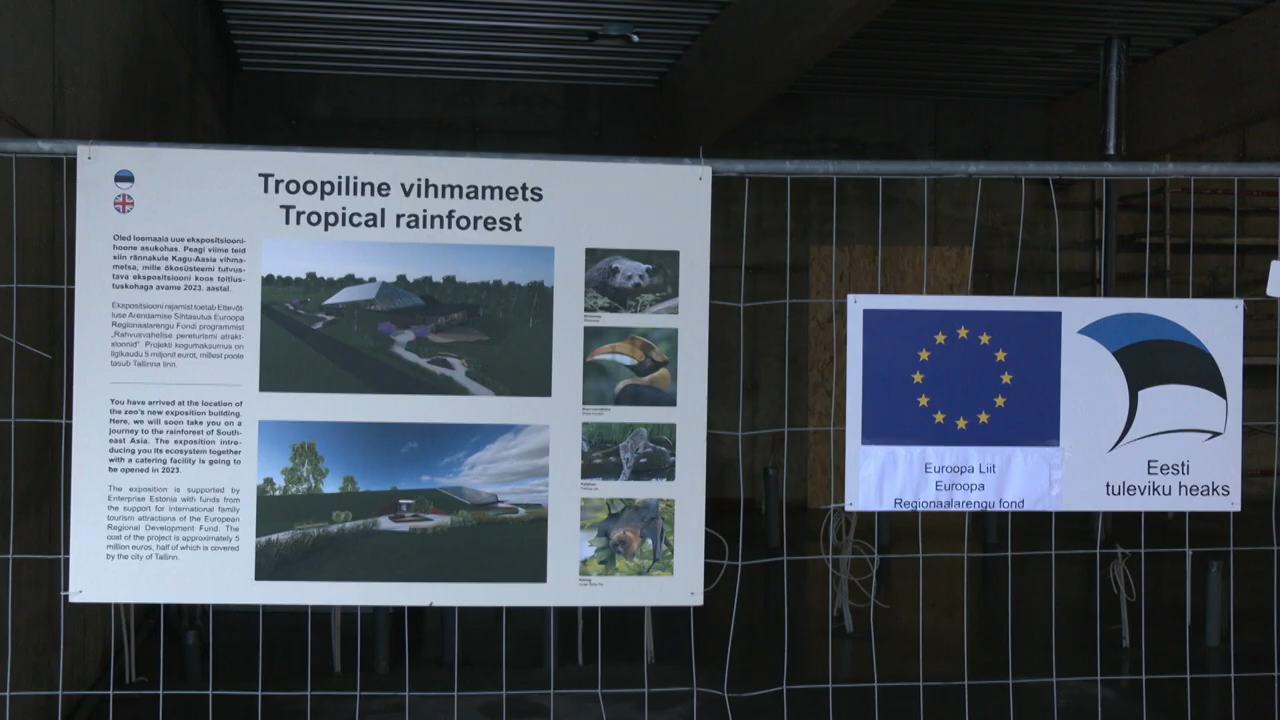 Troopiline vihmamets
Tropical rainforest
Oled loomaaia uue ekspositsiooni-
hoone asukohas. Peagi viime teid
siin rännakule Kagu-Aasia vihma-
metsa, mille ökosüsteemi tutvus-
tava ekspositsiooni koos toitlus-
tuskohaga avame 2023. aastal.
Ekspositsiooni rajamist toetab Ettevõt-
luse Arendamise Sihtasutus Euroopa
Regionaalarengu Fondi programmist
„Rahvusvahelise pereturismi atrakt-
sioonid”. Projekti kogumaksumus on
ligikaudu 5 miljonit eurot, millest poole
tasub Tallinna linn.
You have arrived at the location of
the zoo's new exposition building.
Here, we will soon take you on a
journey to the rainforest of South-
east Asia. The exposition intro-
ducing you its ecosystem together
with a catering facility is going to
be opened in 2023.
The exposition is supported by
Enterprise Estonia with funds from
the support for international family
tourism attractions of the European
Regional Development Fund. The
cost of the project is approximately 5
million euros, half of which is covered
by the city of Tallinn.
Euroopa Liit
Euroopa
Regionaalarengu fond
Eesti
tuleviku heaks